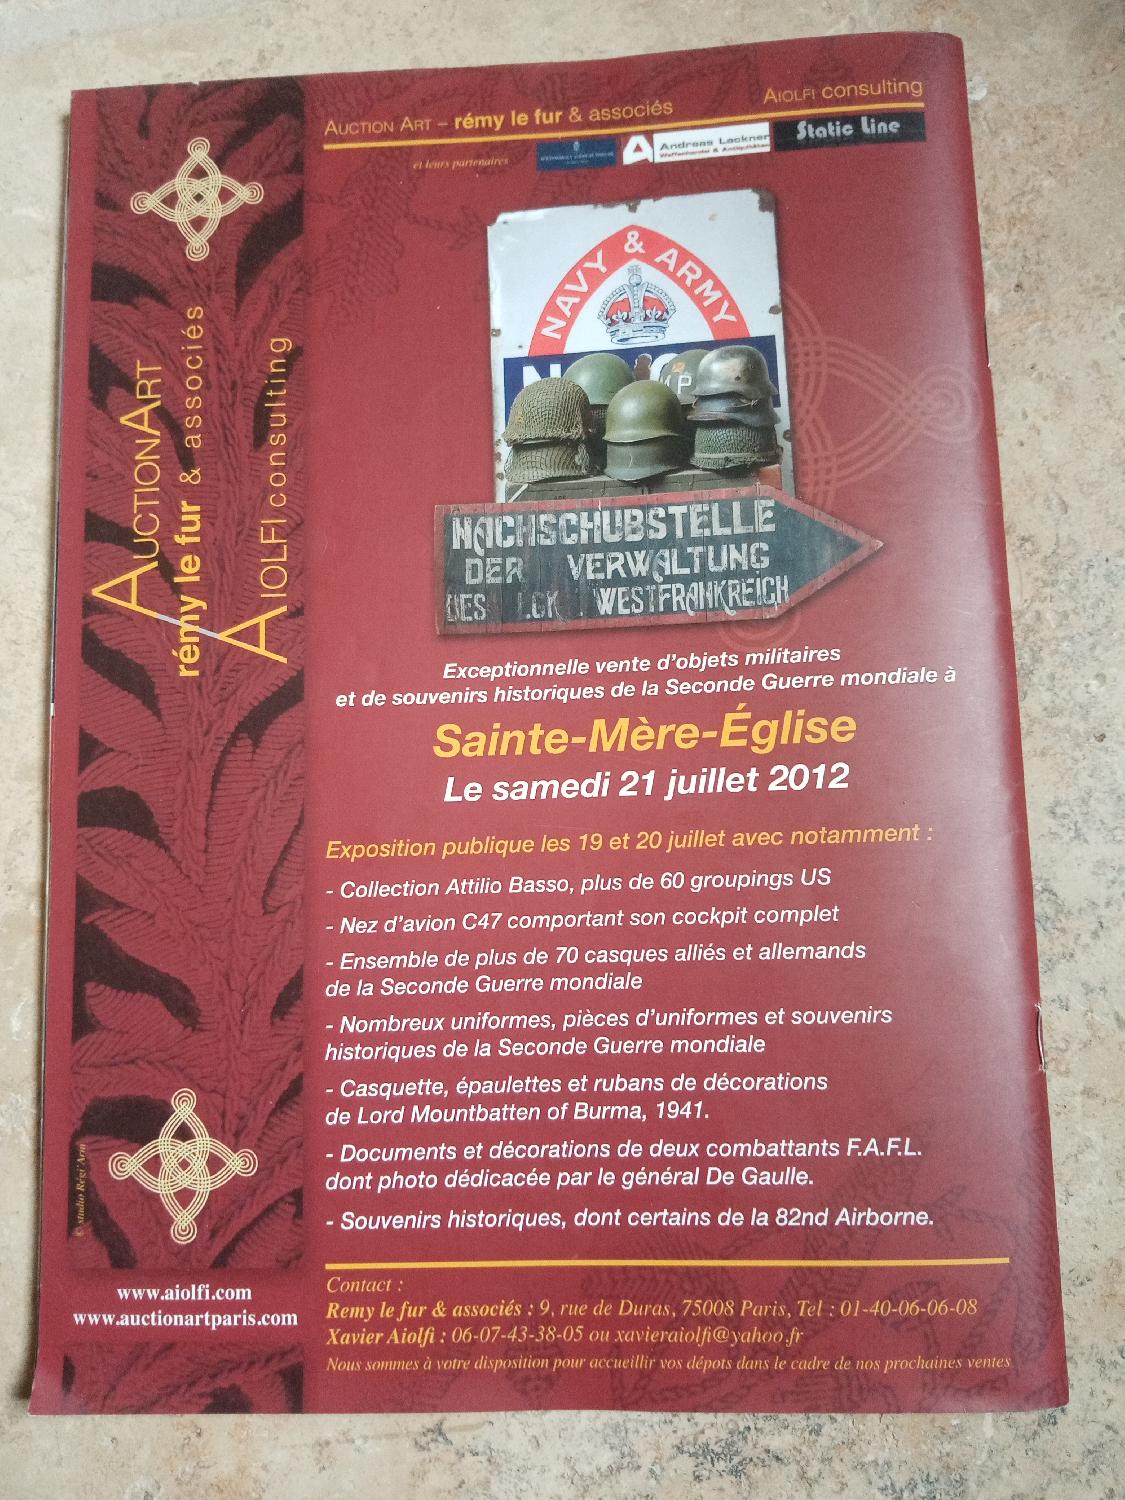 AUCTION ART – rémy le fur & associés
AIOLFI consulting
et leurs partenaires
Andreas Lackner
Waffenhandel & Antiquitäten
Static Line
NAVY & ARMY
MP
NACHSCHUBSTELLE
DER VERWALTUNG
DES WESTFRANKREICH
AUCTIONART
rémy le fur & associés
AIOLFI consulting
Exceptionnelle vente d'objets militaires
et de souvenirs historiques de la Seconde Guerre mondiale à
Sainte-Mère-Église
Le samedi 21 juillet 2012
Exposition publique les 19 et 20 juillet avec notamment :
- Collection Attilio Basso, plus de 60 groupings US
- Nez d'avion C47 comportant son cockpit complet
- Ensemble de plus de 70 casques alliés et allemands
de la Seconde Guerre mondiale
- Nombreux uniformes, pièces d'uniformes et souvenirs
historiques de la Seconde Guerre mondiale
- Casquette, épaulettes et rubans de décorations
de Lord Mountbatten of Burma, 1941.
- Documents et décorations de deux combattants F.A.F.L.
dont photo dédicacée par le général De Gaulle.
- Souvenirs historiques, dont certains de la 82nd Airborne.
© studio Régi'Arm
www.aiolfi.com
www.auctionartparis.com
Contact :
Remy le fur & associés : 9, rue de Duras, 75008 Paris, Tel : 01-40-06-06-08
Xavier Aiolfi : 06-07-43-38-05 ou xavieraiolfi@yahoo.fr
Nous sommes à votre disposition pour accueillir vos dépots dans le cadre de nos prochaines ventes